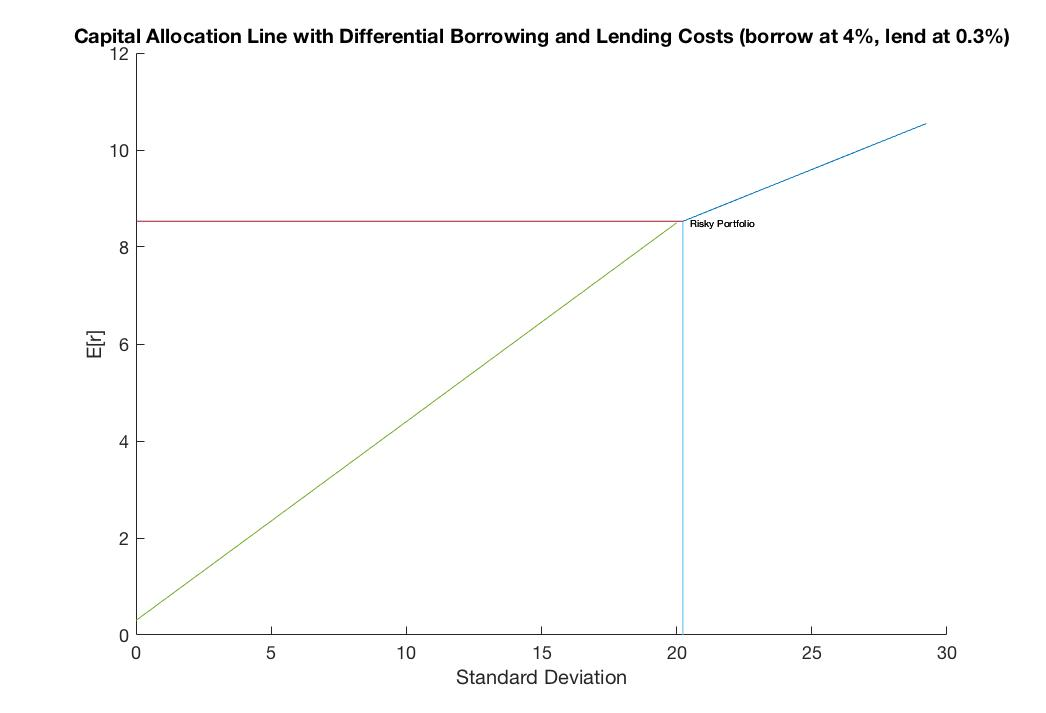 Capital Allocation Line with Differential Borrowing and Lending Costs (borrow at 4%, lend at 0.3%)
12
10
8
6
4
2
0
E[r]
Risky Portfolio
0 5 10 15 20 25 30
Standard Deviation